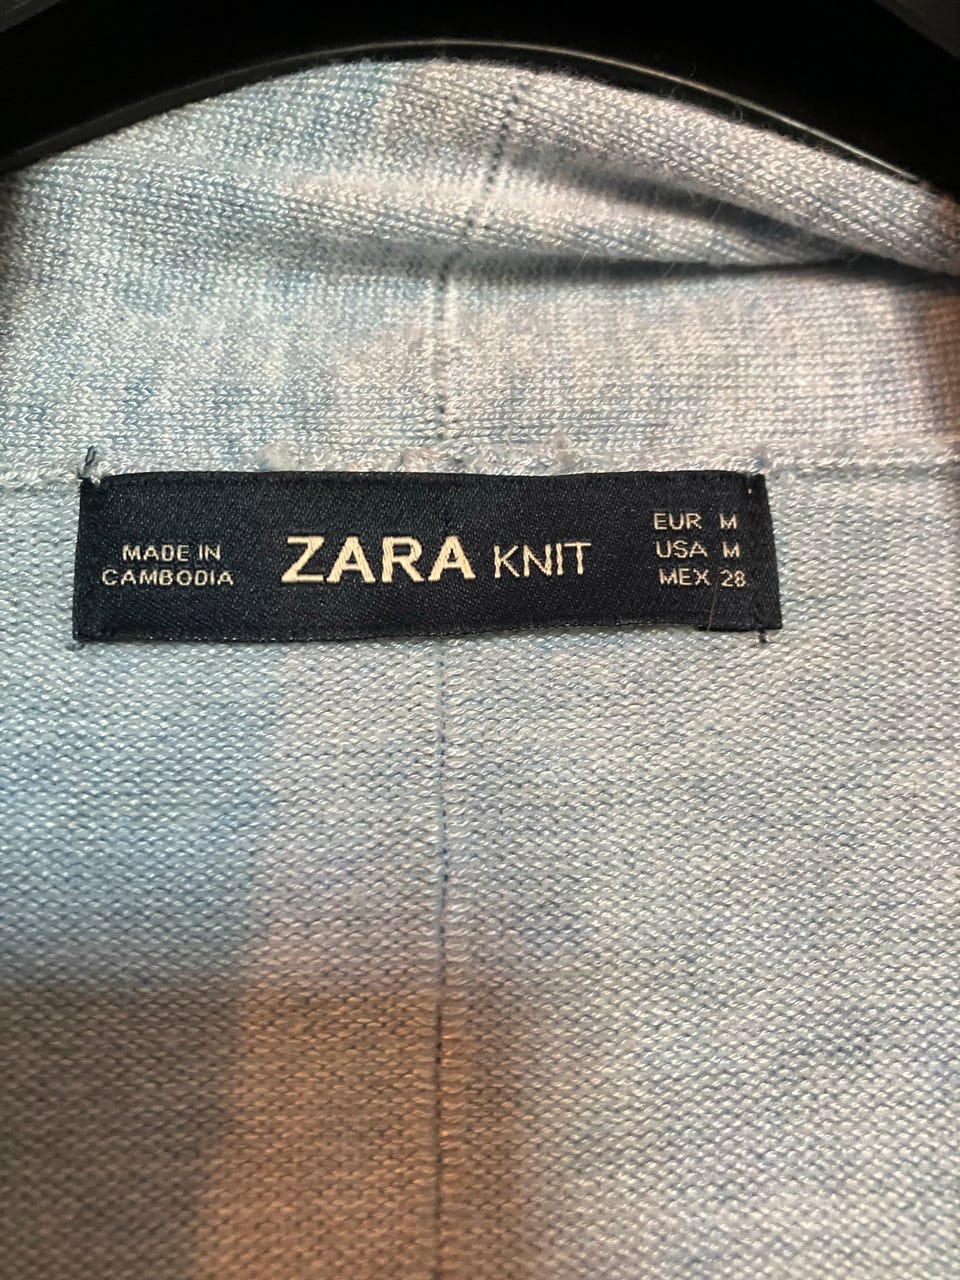 MADE IN
CAMBODIA
ZARA KNIT
EUR M
USA M
MEX 28